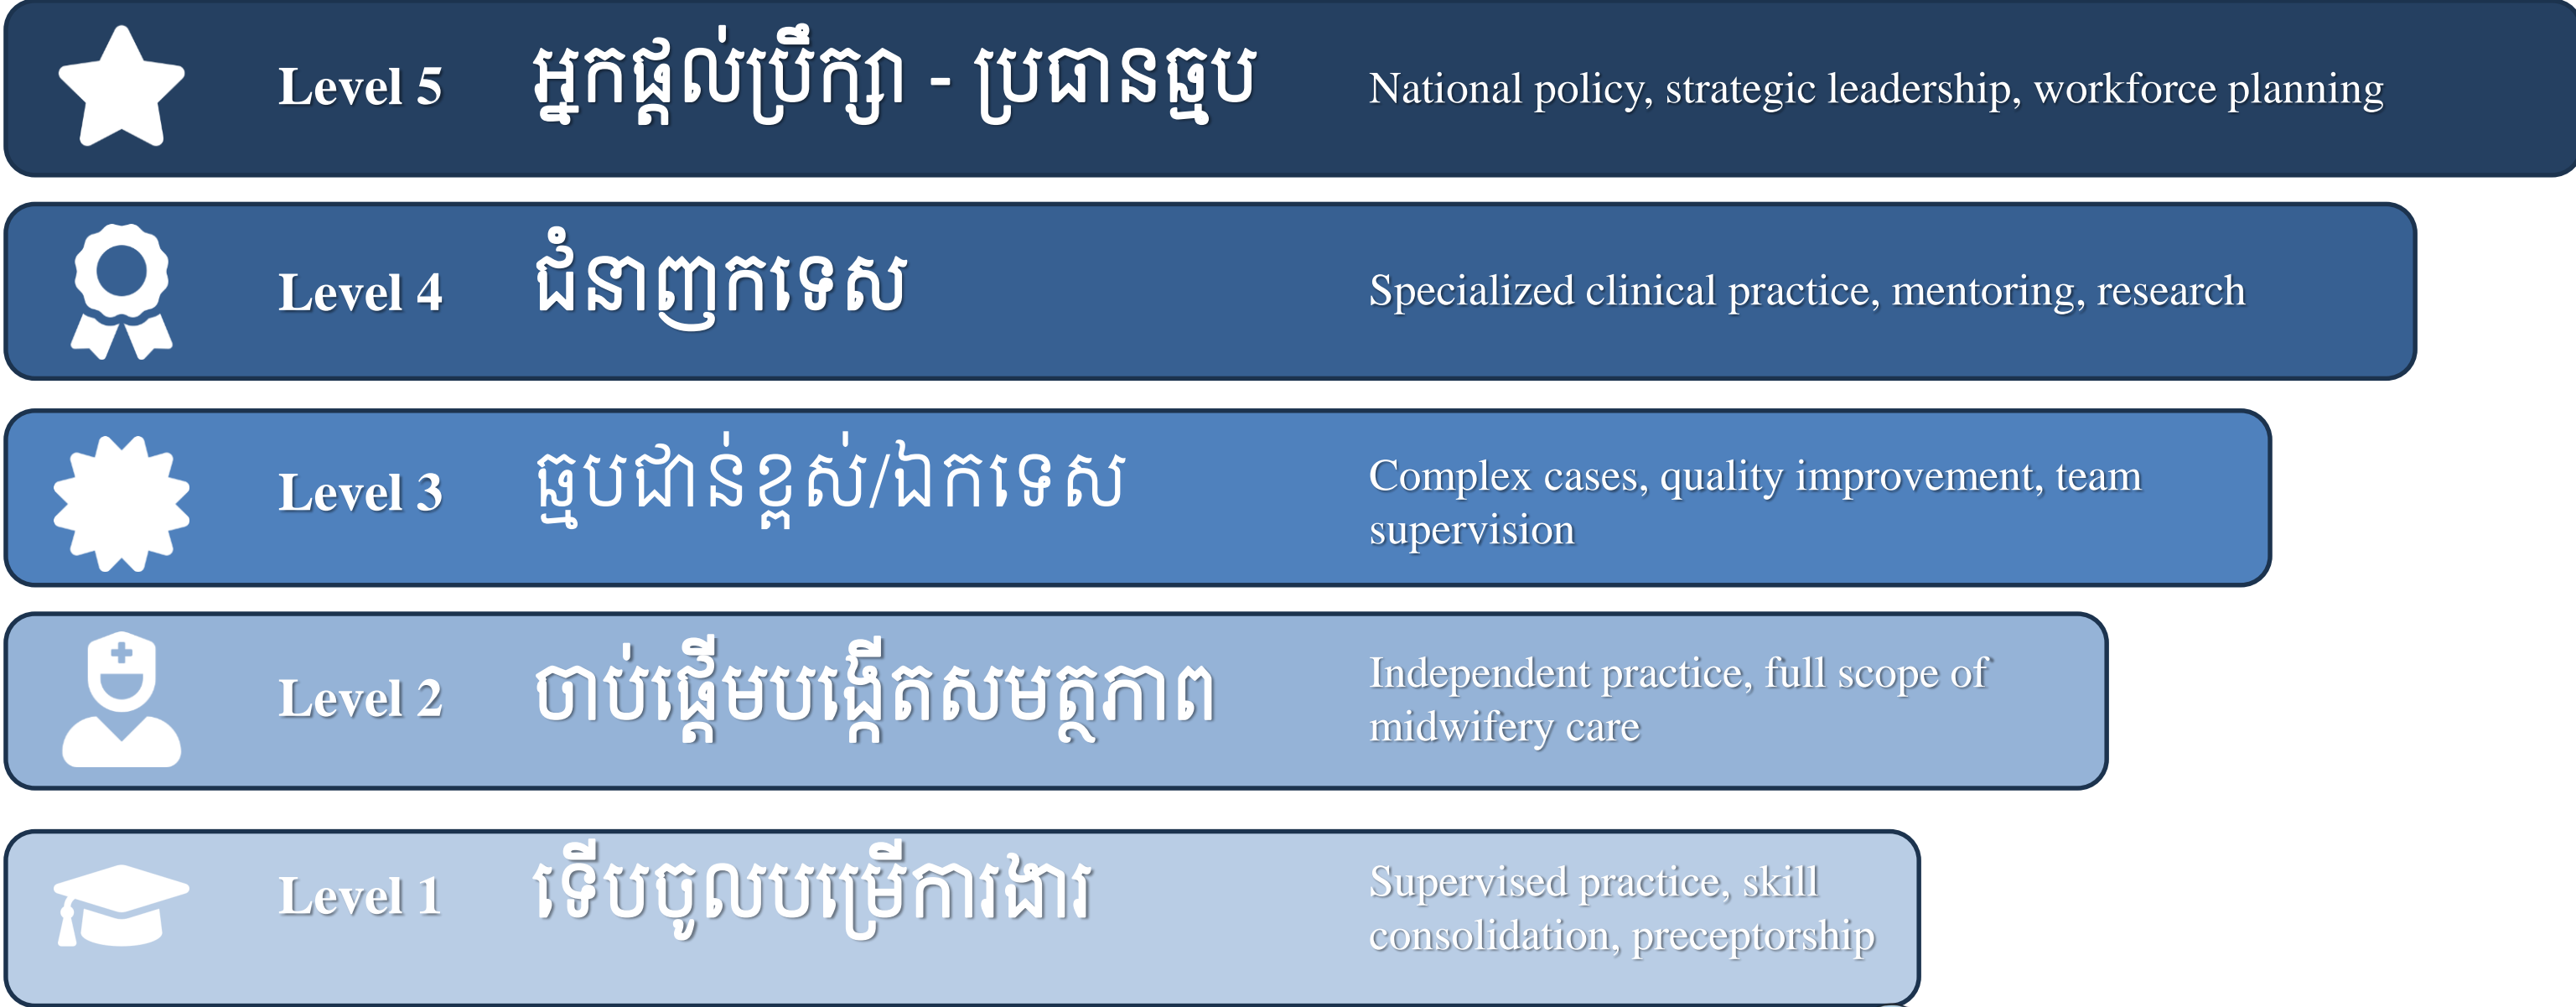 Level 5 អ្នកផ្តល់ប្រឹក្សា - ប្រធានឆ្មប National policy, strategic leadership, workforce planning
Level 4 ជំនាញកទេស Specialized clinical practice, mentoring, research
Level 3 ឆ្មបជាន់ខ្ពស់/ឯកទេស Complex cases, quality improvement, team
supervision
Level 2 ចាប់ផ្តើមបង្កើតសមត្ថភាព Independent practice, full scope of
midwifery care
Level 1 ទើបចូលបម្រើការងារ Supervised practice, skill
consolidation, preceptorship